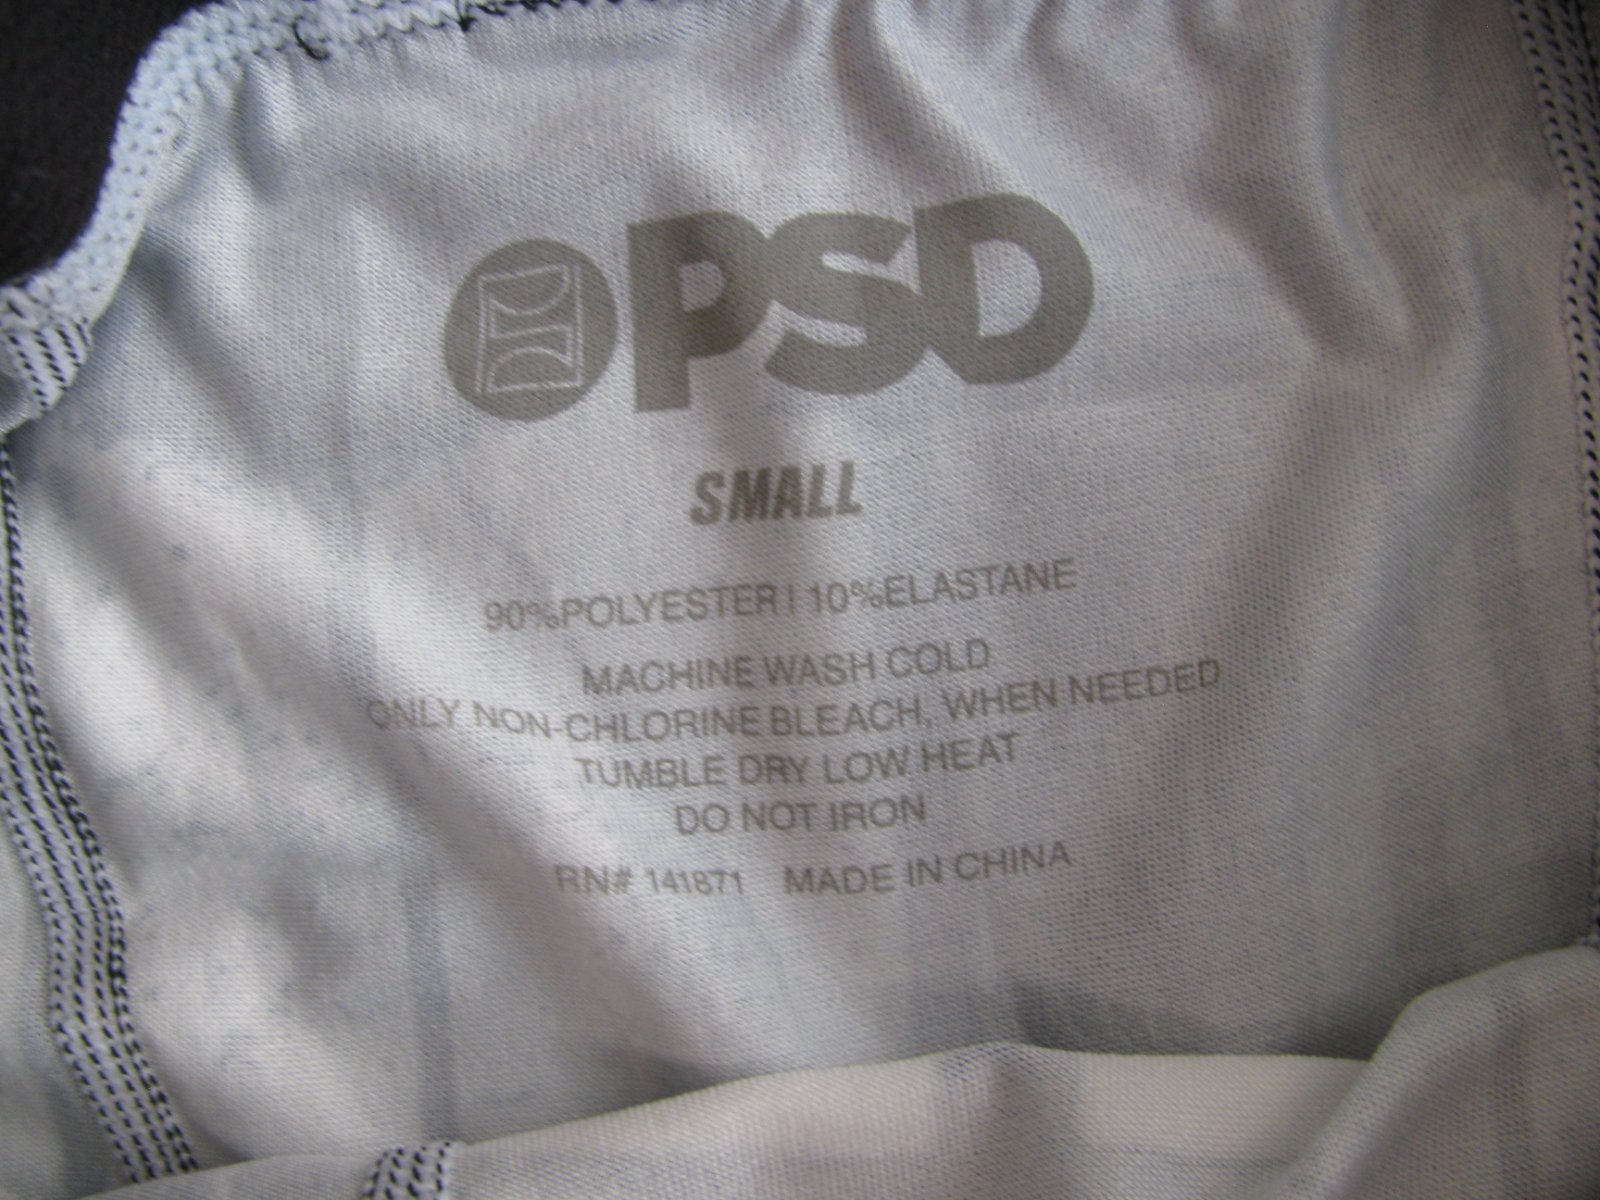 PSD
SMALL
90%POLYESTER | 10%ELASTANE
MACHINE WASH COLD
ONLY NON-CHLORINE BLEACH, WHEN NEEDED
TUMBLE DRY LOW HEAT
DO NOT IRON
RN# 141871 MADE IN CHINA